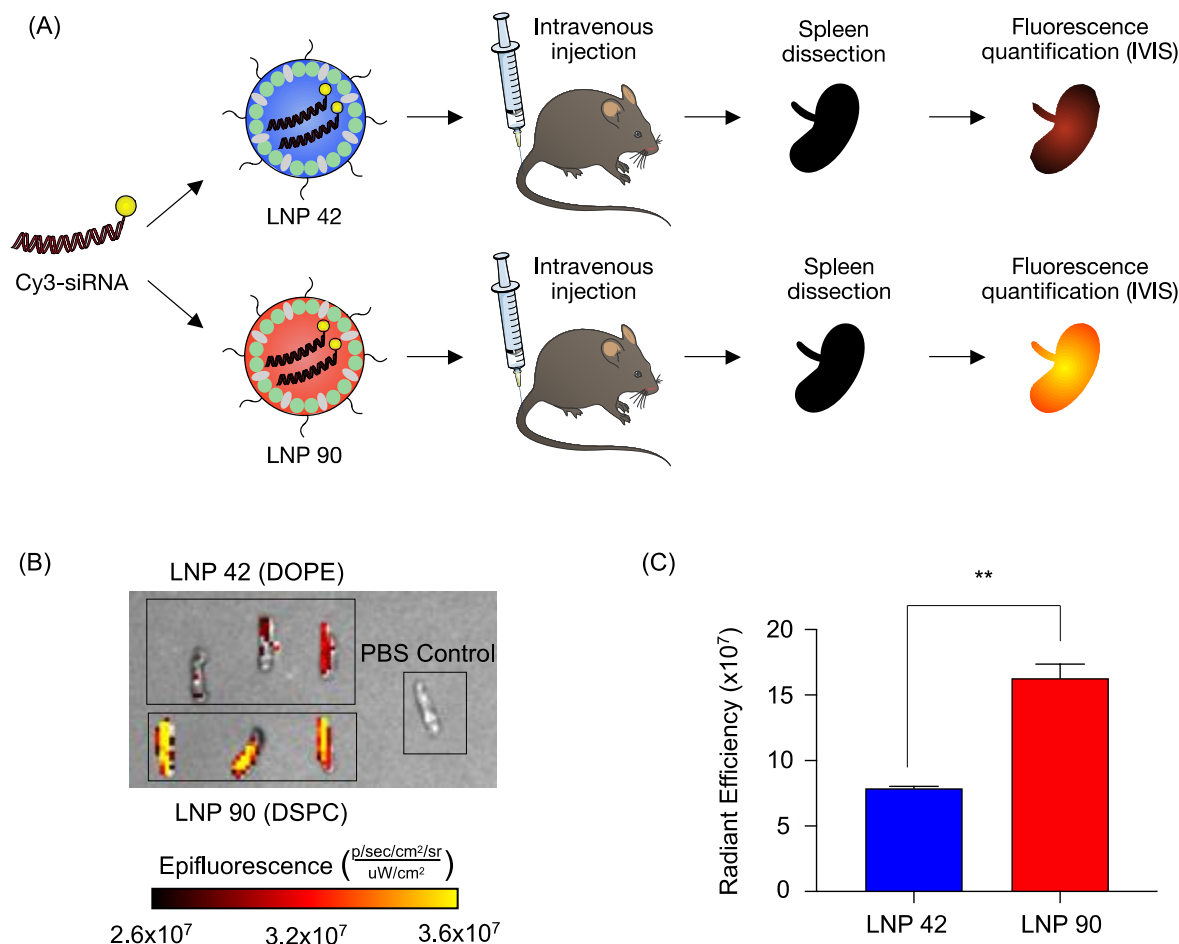 (A)
Cy3-siRNA
LNP 42
Intravenous
injection
Spleen
dissection
Fluorescence
quantification (IVIS)
LNP 90
Intravenous
injection
Spleen
dissection
Fluorescence
quantification (IVIS)
(B)
LNP 42 (DOPE)
PBS Control
LNP 90 (DSPC)
Epifluorescence (p/sec/cm²/sr / uW/cm²)
2.6x10⁷ 3.2x10⁷ 3.6x10⁷
(C)
**
Radiant Efficiency (x10⁷)
20
15
10
5
0
LNP 42 LNP 90